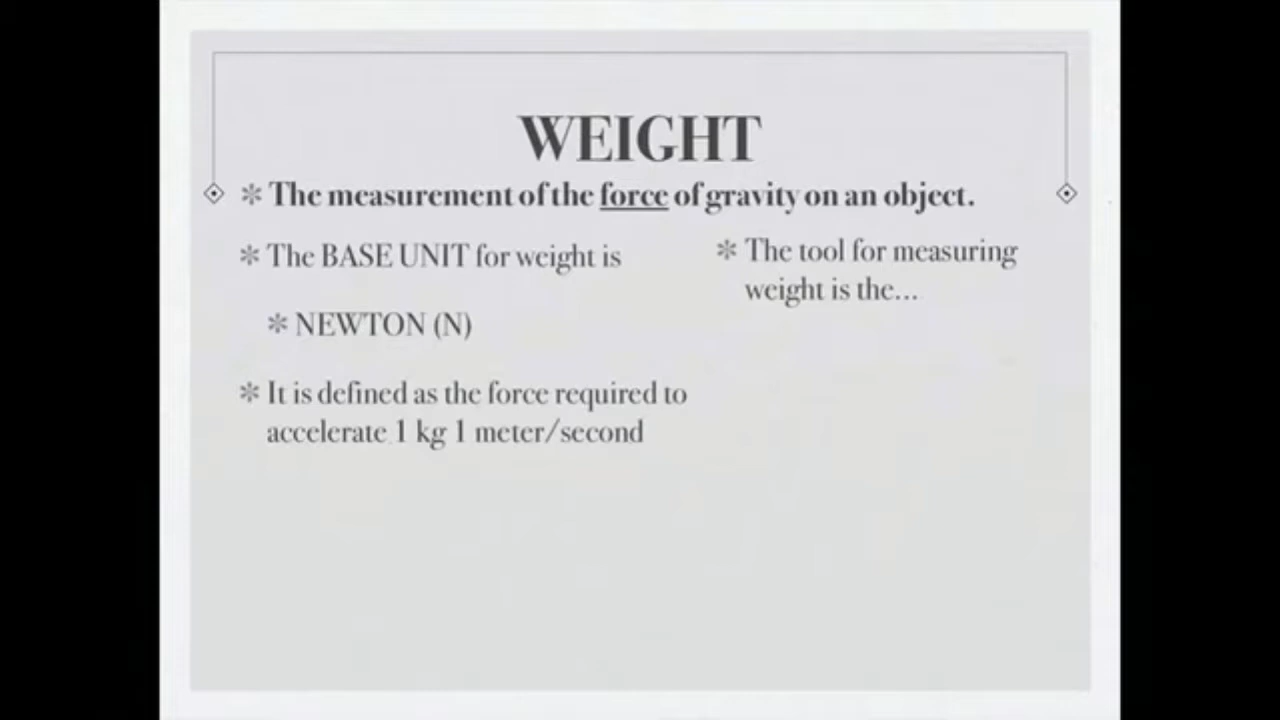 WEIGHT
✼ The measurement of the force of gravity on an object.
✼ The BASE UNIT for weight is
✼ NEWTON (N)
✼ It is defined as the force required to
accelerate 1 kg 1 meter/second
✼ The tool for measuring
weight is the...